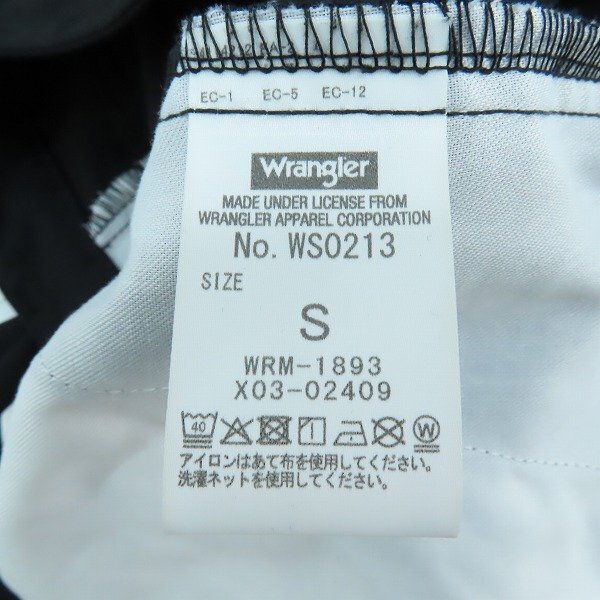 EC-1 EC-5 EC-12
Wrangler
MADE UNDER LICENSE FROM
WRANGLER APPAREL CORPORATION
No. WS0213
SIZE
S
WRM-1893
X03-02409
40 W
アイロンはあて布を使用してください。
洗濯ネットを使用してください。